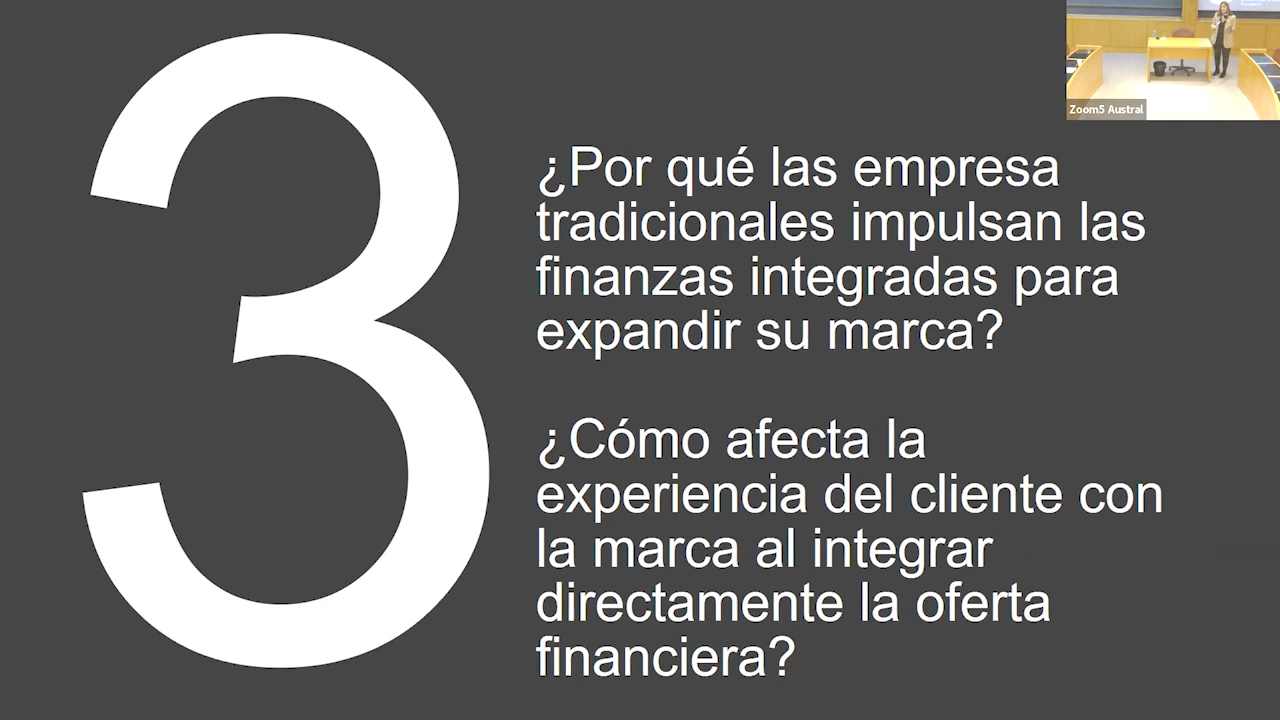 Zoom5 Austral
3
¿Por qué las empresa
tradicionales impulsan las
finanzas integradas para
expandir su marca?
¿Cómo afecta la
experiencia del cliente con
la marca al integrar
directamente la oferta
financiera?